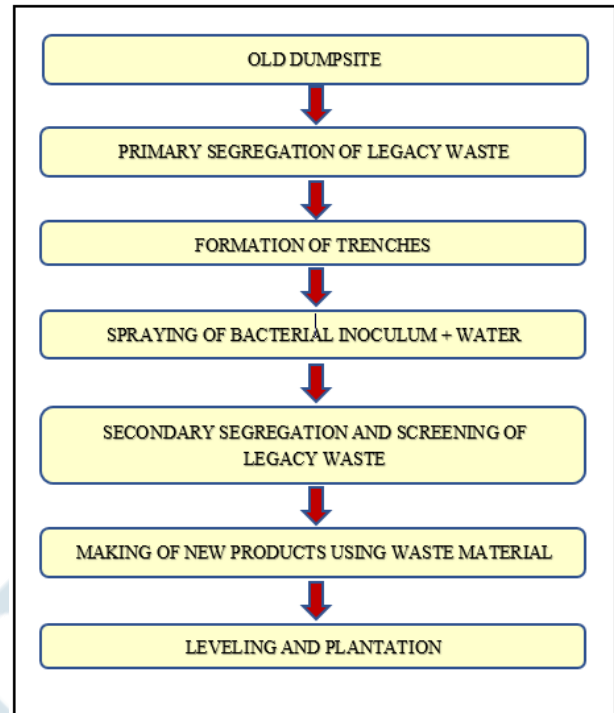 OLD DUMPSITE
PRIMARY SEGREGATION OF LEGACY WASTE
FORMATION OF TRENCHES
SPRAYING OF BACTERIAL INOCULUM + WATER
SECONDARY SEGREGATION AND SCREENING OF
LEGACY WASTE
MAKING OF NEW PRODUCTS USING WASTE MATERIAL
LEVELING AND PLANTATION